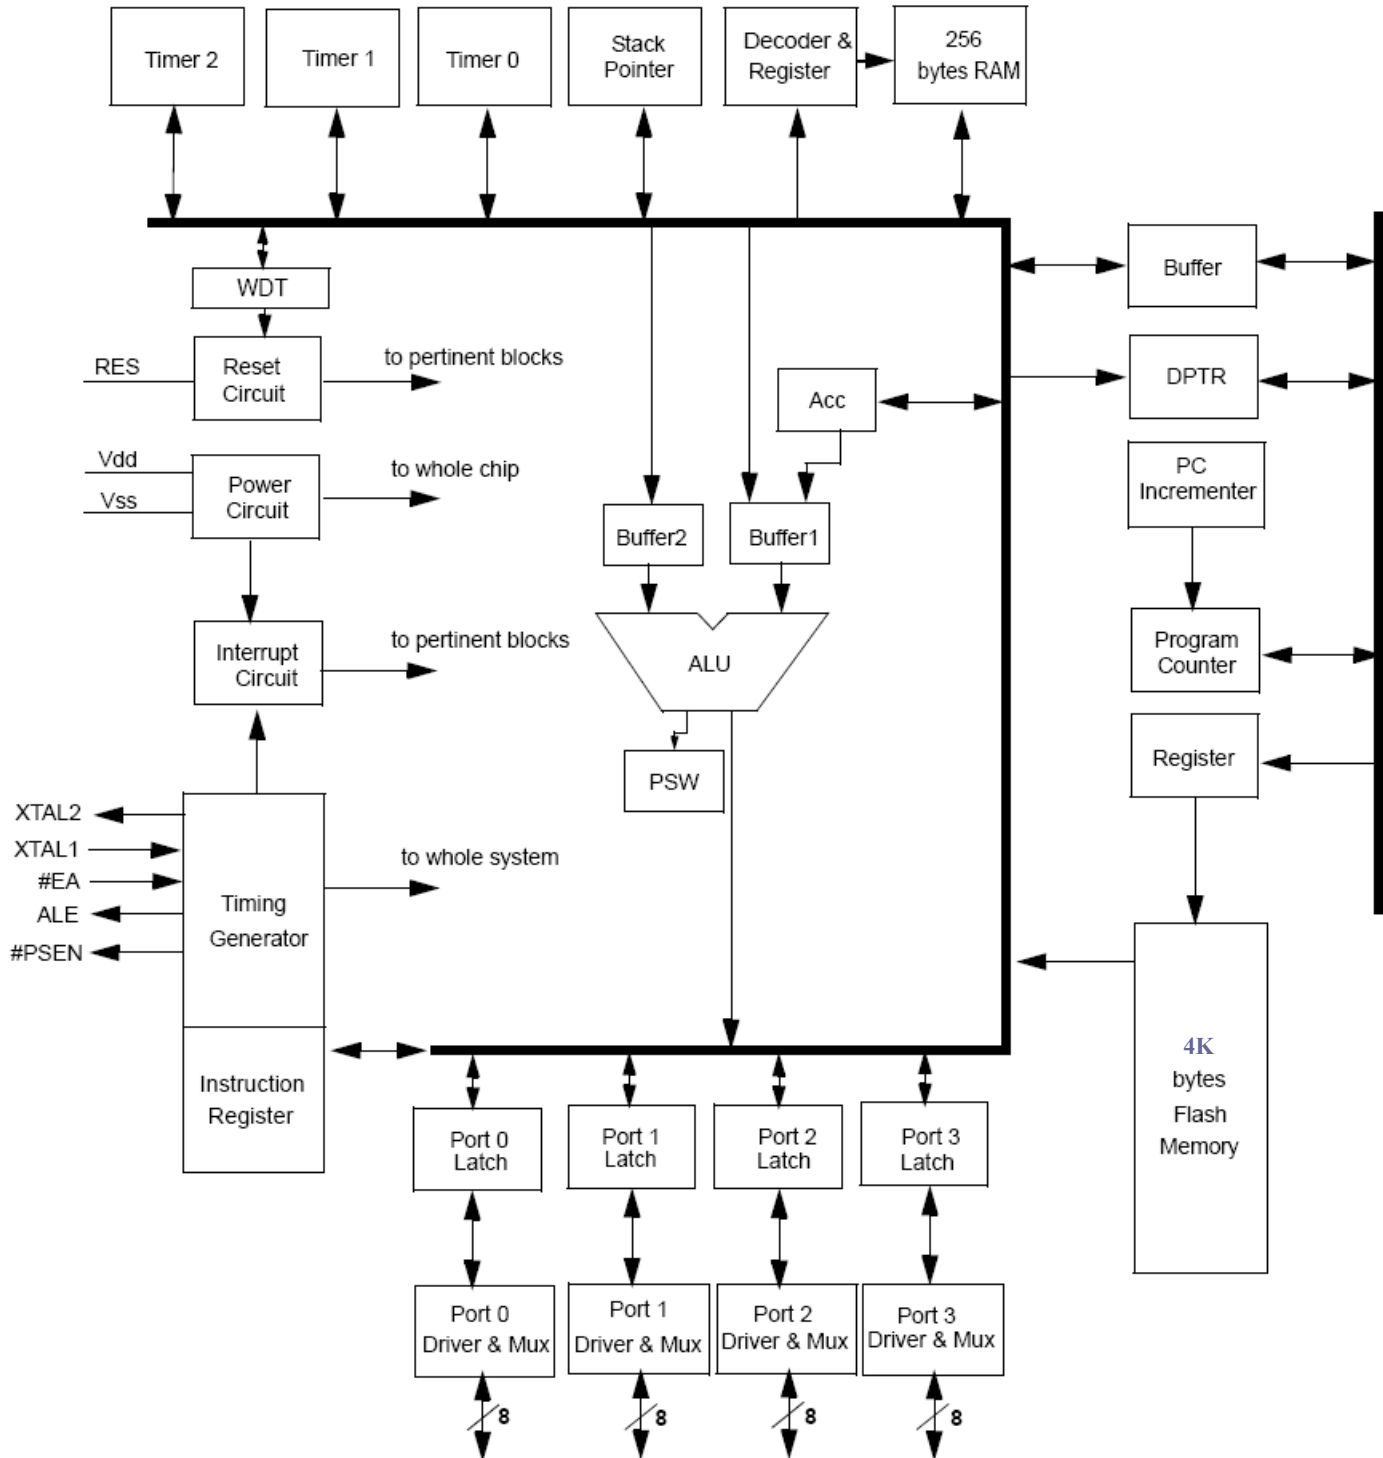 Timer 2
Timer 1
Timer 0
Stack
Pointer
Decoder &
Register
256
bytes RAM
WDT
RES
Reset
Circuit
to pertinent blocks
Vdd
Vss
Power
Circuit
to whole chip
Interrupt
Circuit
to pertinent blocks
Acc
Buffer2
Buffer1
ALU
PSW
Buffer
DPTR
PC
Incrementer
Program
Counter
Register
XTAL2
XTAL1
#EA
ALE
#PSEN
Timing
Generator
to whole system
Instruction
Register
4K
bytes
Flash
Memory
Port 0
Latch
Port 1
Latch
Port 2
Latch
Port 3
Latch
Port 0
Driver & Mux
Port 1
Driver & Mux
Port 2
Driver & Mux
Port 3
Driver & Mux
8
8
8
8